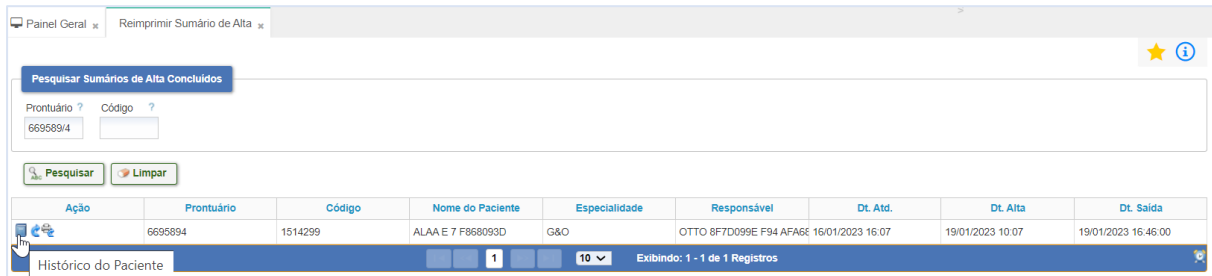 Painel Geral
Reimprimir Sumário de Alta
Pesquisar Sumários de Alta Concluídos
Prontuário ? Código ?
669589/4
Pesquisar Limpar
Ação Prontuário Código Nome do Paciente Especialidade Responsável Dt. Atd. Dt. Alta Dt. Saída
6695894 1514299 ALAA E 7 F868093D G&O OTTO 8F7D099E F94 AFA68 16/01/2023 16:07 19/01/2023 10:07 19/01/2023 16:46:00
1 10 Exibindo: 1 - 1 de 1 Registros
Histórico do Paciente